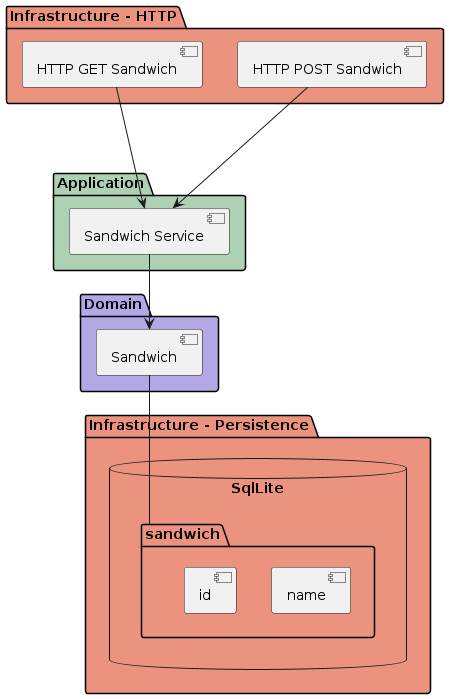 Infrastructure - HTTP
HTTP GET Sandwich
HTTP POST Sandwich
Application
Sandwich Service
Domain
Sandwich
Infrastructure - Persistence
SqlLite
sandwich
id
name